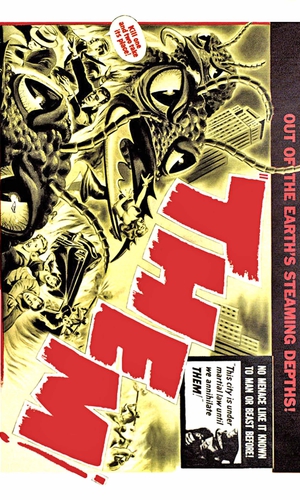 OUT OF THE EARTH'S STEAMING DEPTHS!
Kill one
and two take
its place!
"THEM!"
"This city is under
martial law until
we annihilate
THEM!"
NO MENACE LIKE IT KNOWN
TO MAN OR BEAST BEFORE!